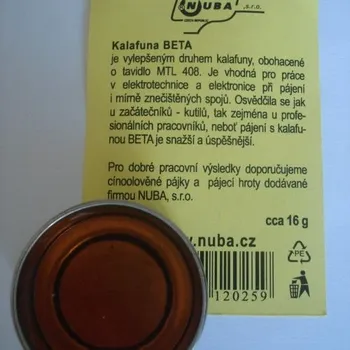 NUBA
,s.r.o.
CZECH REPUBLIC
Kalafuna BETA
je vylepšeným druhem kalafuny, obohacené
o tavidlo MTL 408. Je vhodná pro práce
v elektrotechnice a elektronice při pájení
i mírně znečištěných spojů. Osvědčila se jak
u začátečníků - kutilů, tak zejména u profe-
sionálních pracovníků, neboť pájení s kalafu-
nou BETA je snažší a úspěšnější.
Pro dobré pracovní výsledky doporučujeme
cínoolověné pájky a pájecí hroty dodávané
firmou NUBA, s.r.o.
cca 16 g
.nuba.cz
PE
120259